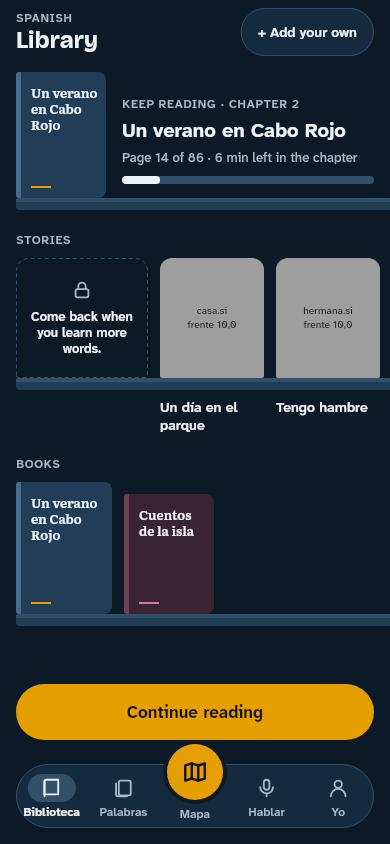 SPANISH
Library
+ Add your own
Un verano
en Cabo
Rojo
KEEP READING · CHAPTER 2
Un verano en Cabo Rojo
Page 14 of 86 · 6 min left in the chapter
STORIES
Come back when
you learn more
words.
casa.si
frente 10,0
hermana.si
frente 10,0
Un día en el
parque
Tengo hambre
BOOKS
Un verano
en Cabo
Rojo
Cuentos
de la isla
Continue reading
Biblioteca
Palabras
Mapa
Hablar
Yo